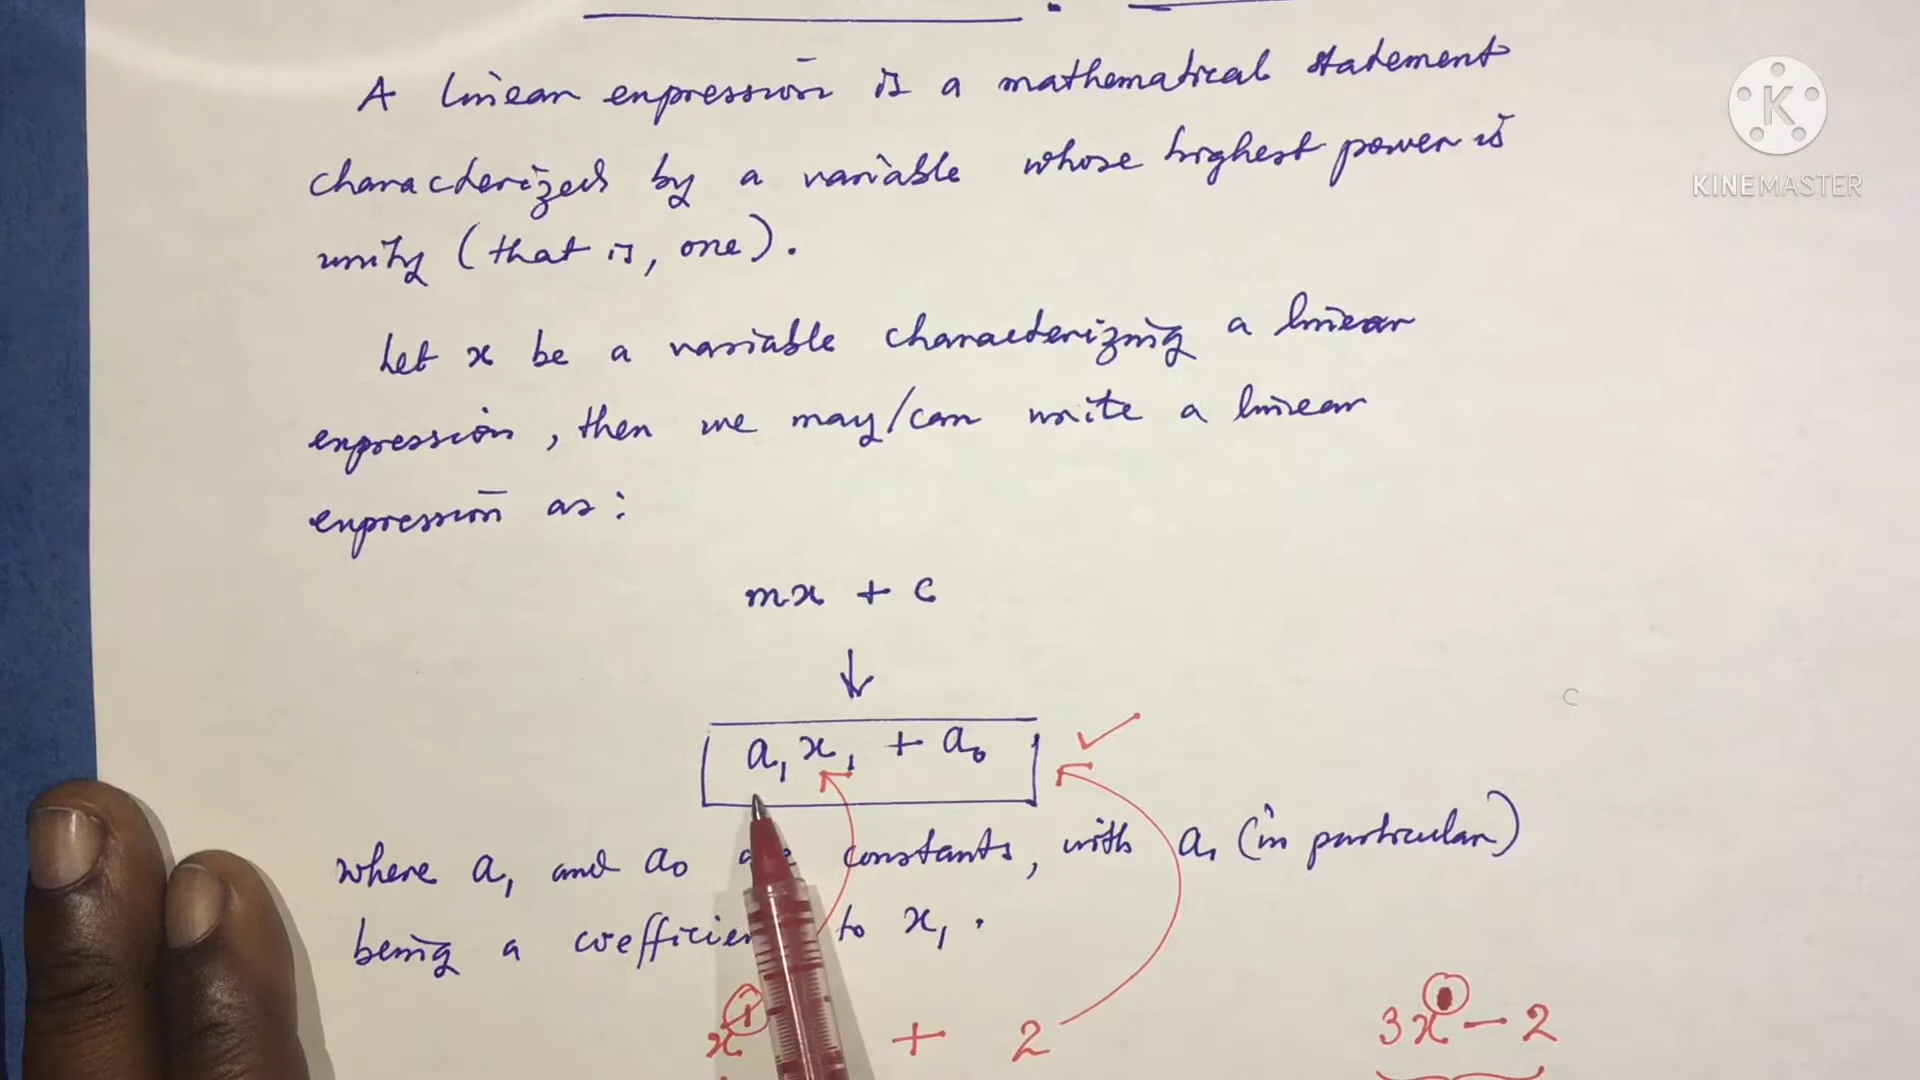 A linear expression is a mathematical statement
characterized by a variable whose highest power is
unity (that is, one).
Let x be a variable characterizing a linear
expression, then we may/can write a linear
expression as:
mx + c
↓
a₁x₁ + a₀ ✓
where a₁ and a₀ are constants, with a₁ (in particular)
being a coefficient to x₁.
x¹ + 2
3x - 2
KINEMASTER